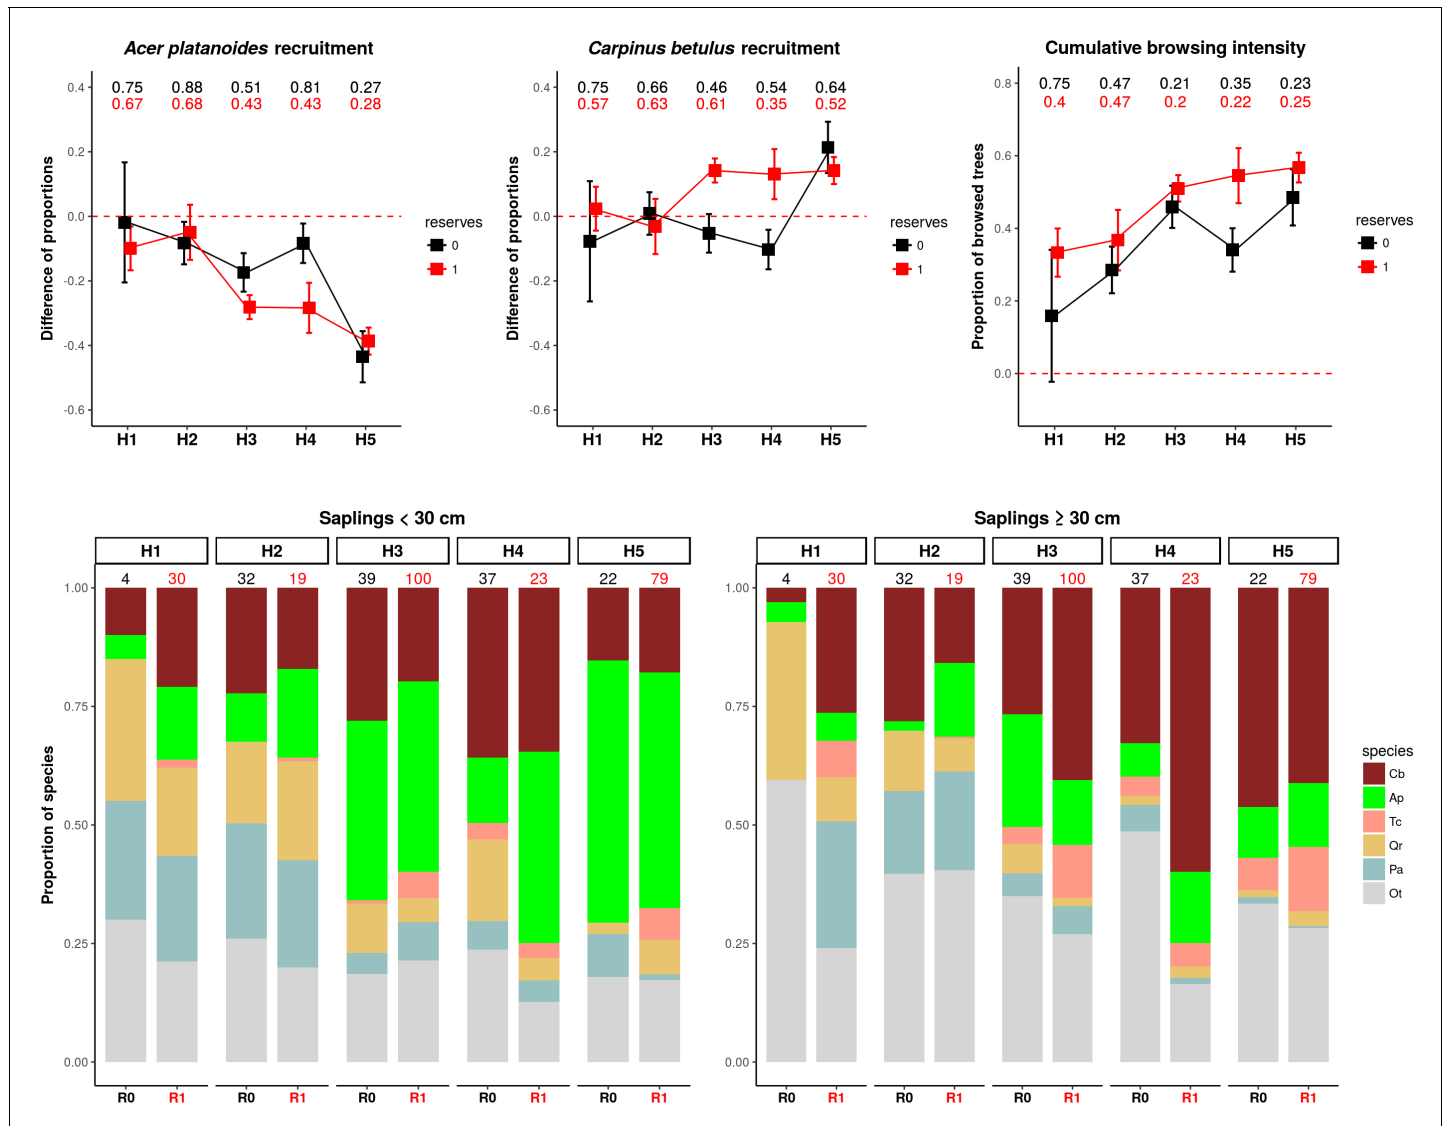 Acer platanoides recruitment
0.75 0.88 0.51 0.81 0.27
0.67 0.68 0.43 0.43 0.28
Difference of proportions
0.4
0.2
0.0
-0.2
-0.4
-0.6
H1 H2 H3 H4 H5
reserves
0
1
Carpinus betulus recruitment
0.75 0.66 0.46 0.54 0.64
0.57 0.63 0.61 0.35 0.52
Difference of proportions
0.4
0.2
0.0
-0.2
-0.4
-0.6
H1 H2 H3 H4 H5
reserves
0
1
Cumulative browsing intensity
0.75 0.47 0.21 0.35 0.23
0.4 0.47 0.2 0.22 0.25
Proportion of browsed trees
0.8
0.6
0.4
0.2
0.0
H1 H2 H3 H4 H5
reserves
0
1
Saplings < 30 cm
H1 H2 H3 H4 H5
4 30 32 19 39 100 37 23 22 79
Proportion of species
1.00
0.75
0.50
0.25
0.00
R0 R1 R0 R1 R0 R1 R0 R1 R0 R1
Saplings ≥ 30 cm
H1 H2 H3 H4 H5
4 30 32 19 39 100 37 23 22 79
1.00
0.75
0.50
0.25
0.00
R0 R1 R0 R1 R0 R1 R0 R1 R0 R1
species
Cb
Ap
Tc
Qr
Pa
Ot